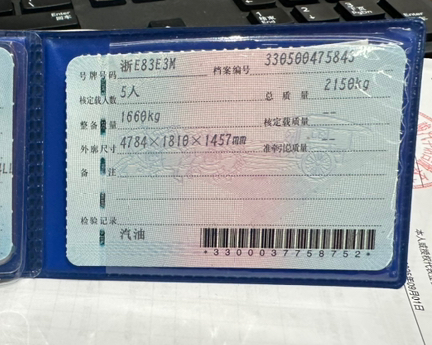 号牌号码 浙E83E3M 档案编号 330500475843
核定载人数 5人 总质量 2150kg
整备质量 1660kg 核定载质量 --
外廓尺寸 4784×1810×1457mm 准牵引总质量 --
备注
检验记录
汽油
*3300037758752*
Enter